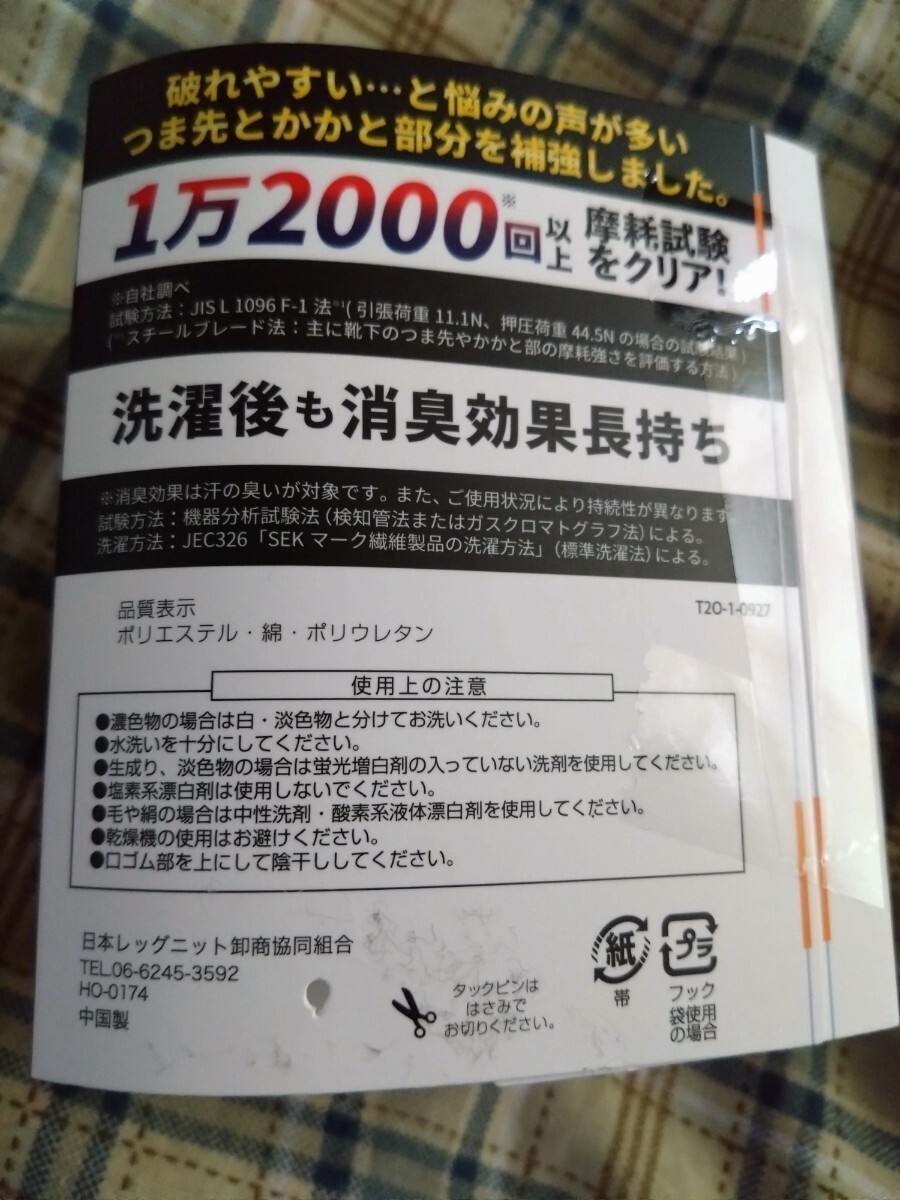 破れやすい…と悩みの声が多い
つま先とかかと部分を補強しました。
1万2000※回以上 摩耗試験をクリア!
※自社調べ
試験方法：JIS L 1096 F-1 法※1( 引張荷重 11.1N、押圧荷重 44.5N の場合の試験結果 )
スチールブレード法：主に靴下のつま先やかかと部の摩耗強さを評価する方法 )
洗濯後も消臭効果長持ち
※消臭効果は汗の臭いが対象です。また、ご使用状況により持続性が異なります
試験方法：機器分析試験法（検知管法またはガスクロマトグラフ法）による。
洗濯方法：JEC326「SEK マーク繊維製品の洗濯方法」（標準洗濯法）による。
品質表示
ポリエステル・綿・ポリウレタン
T20-1-0927
使用上の注意
●濃色物の場合は白・淡色物と分けてお洗いください。
●水洗いを十分にしてください。
●生成り、淡色物の場合は蛍光増白剤の入っていない洗剤を使用してください。
●塩素系漂白剤は使用しないでください。
●毛や絹の場合は中性洗剤・酸素系液体漂白剤を使用してください。
●乾燥機の使用はお避けください。
●口ゴム部を上にして陰干ししてください。
日本レッグニット卸商協同組合
TEL.06-6245-3592
HO-0174
中国製
タックピンは
はさみで
お切りください。
紙
帯
プラ
フック
袋使用
の場合